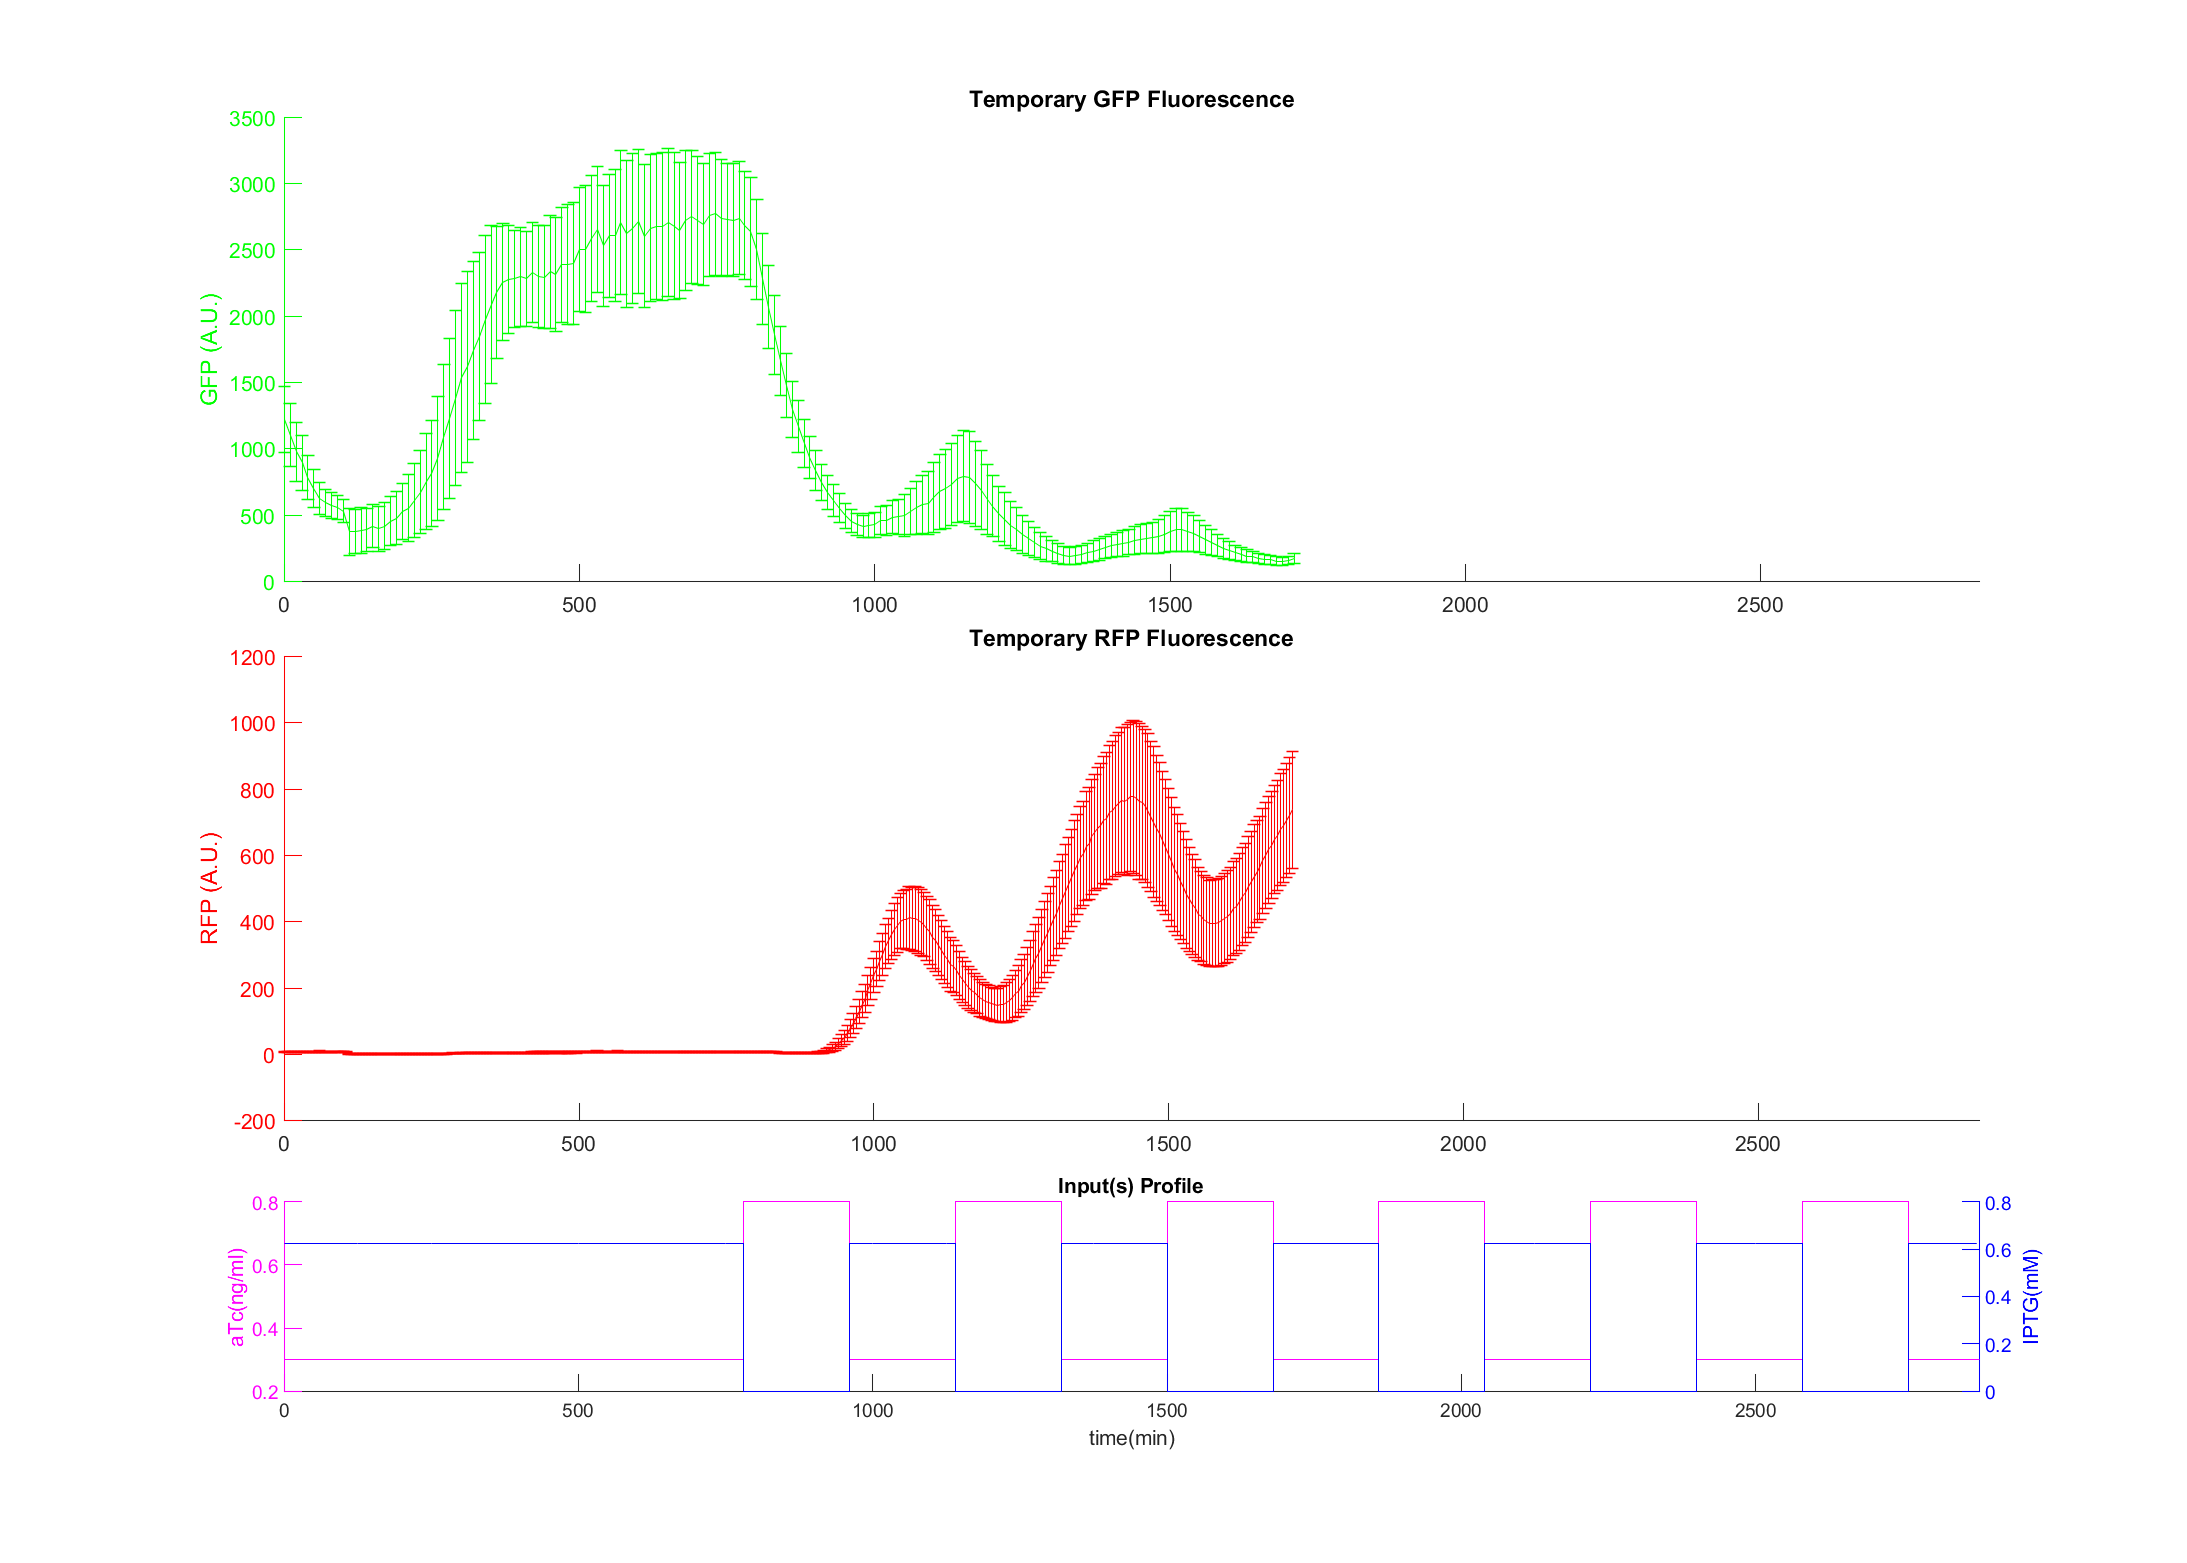 Temporary GFP Fluorescence
GFP (A.U.)
3500
3000
2500
2000
1500
1000
500
0
0 500 1000 1500 2000 2500
Temporary RFP Fluorescence
RFP (A.U.)
1200
1000
800
600
400
200
0
-200
0 500 1000 1500 2000 2500
Input(s) Profile
aTc(ng/ml)
0.8
0.6
0.4
0.2
IPTG(mM)
0.8
0.6
0.4
0.2
0
0 500 1000 1500 2000 2500
time(min)